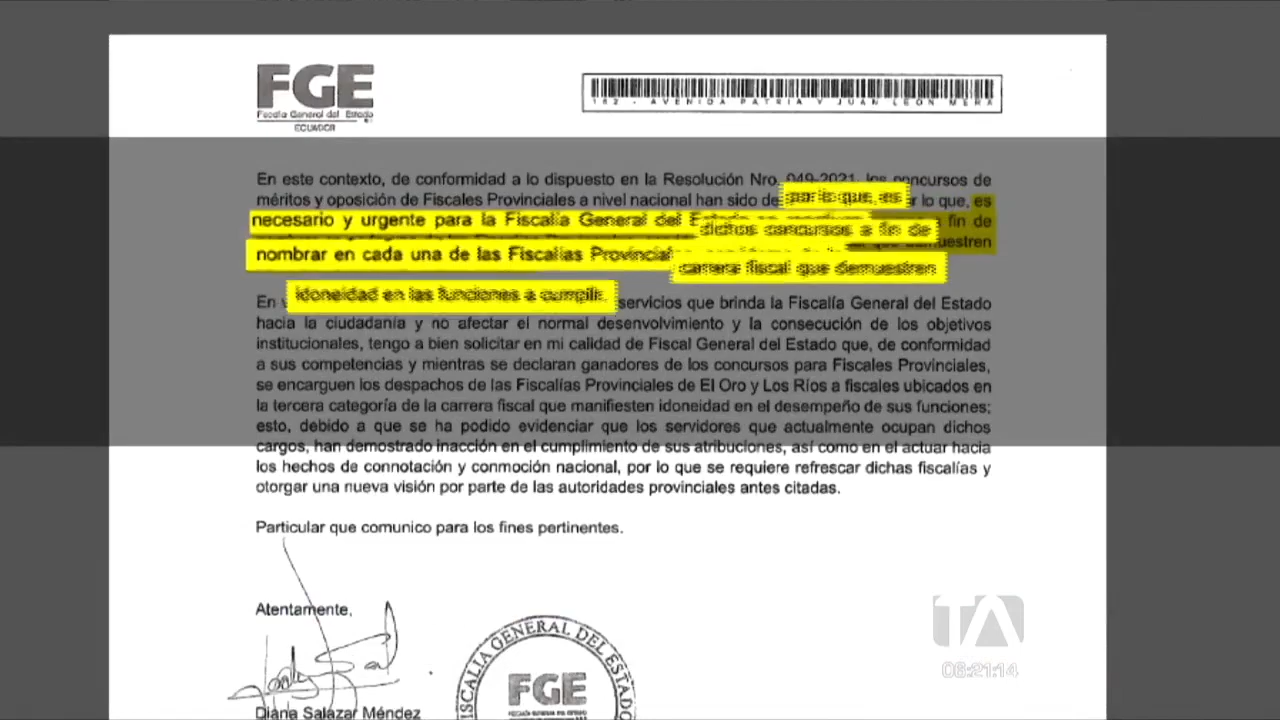 FGE
Fiscalía General del Estado
ECUADOR
182 - AVENIDA PATRIA Y JUAN LEON MERA
En este contexto, de conformidad a lo dispuesto en la Resolución Nro. 049-2021, los concursos de
méritos y oposición de Fiscales Provinciales a nivel nacional han sido de por lo que, es r lo que, es
necesario y urgente para la Fiscalía General del dichos concursos a fin de a fin de
nombrar en cada una de las Fiscalías carrera fiscal que demuestren
idoneidad en las funciones a cumplir.
En servicios que brinda la Fiscalía General del Estado
hacia la ciudadanía y no afectar el normal desenvolvimiento y la consecución de los objetivos
institucionales, tengo a bien solicitar en mi calidad de Fiscal General del Estado que, de conformidad
a sus competencias y mientras se declaran ganadores de los concursos para Fiscales Provinciales,
se encarguen los despachos de las Fiscalías Provinciales de El Oro y Los Ríos a fiscales ubicados en
la tercera categoría de la carrera fiscal que manifiesten idoneidad en el desempeño de sus funciones;
esto, debido a que se ha podido evidenciar que los servidores que actualmente ocupan dichos
cargos, han demostrado inacción en el cumplimiento de sus atribuciones, así como en el actuar hacia
los hechos de connotación y conmoción nacional, por lo que se requiere refrescar dichas fiscalías y
otorgar una nueva visión por parte de las autoridades provinciales antes citadas.
Particular que comunico para los fines pertinentes.
Atentamente,
Diana Salazar Méndez
FISCALIA GENERAL DEL ESTADO
FGE
TA
06:21:14